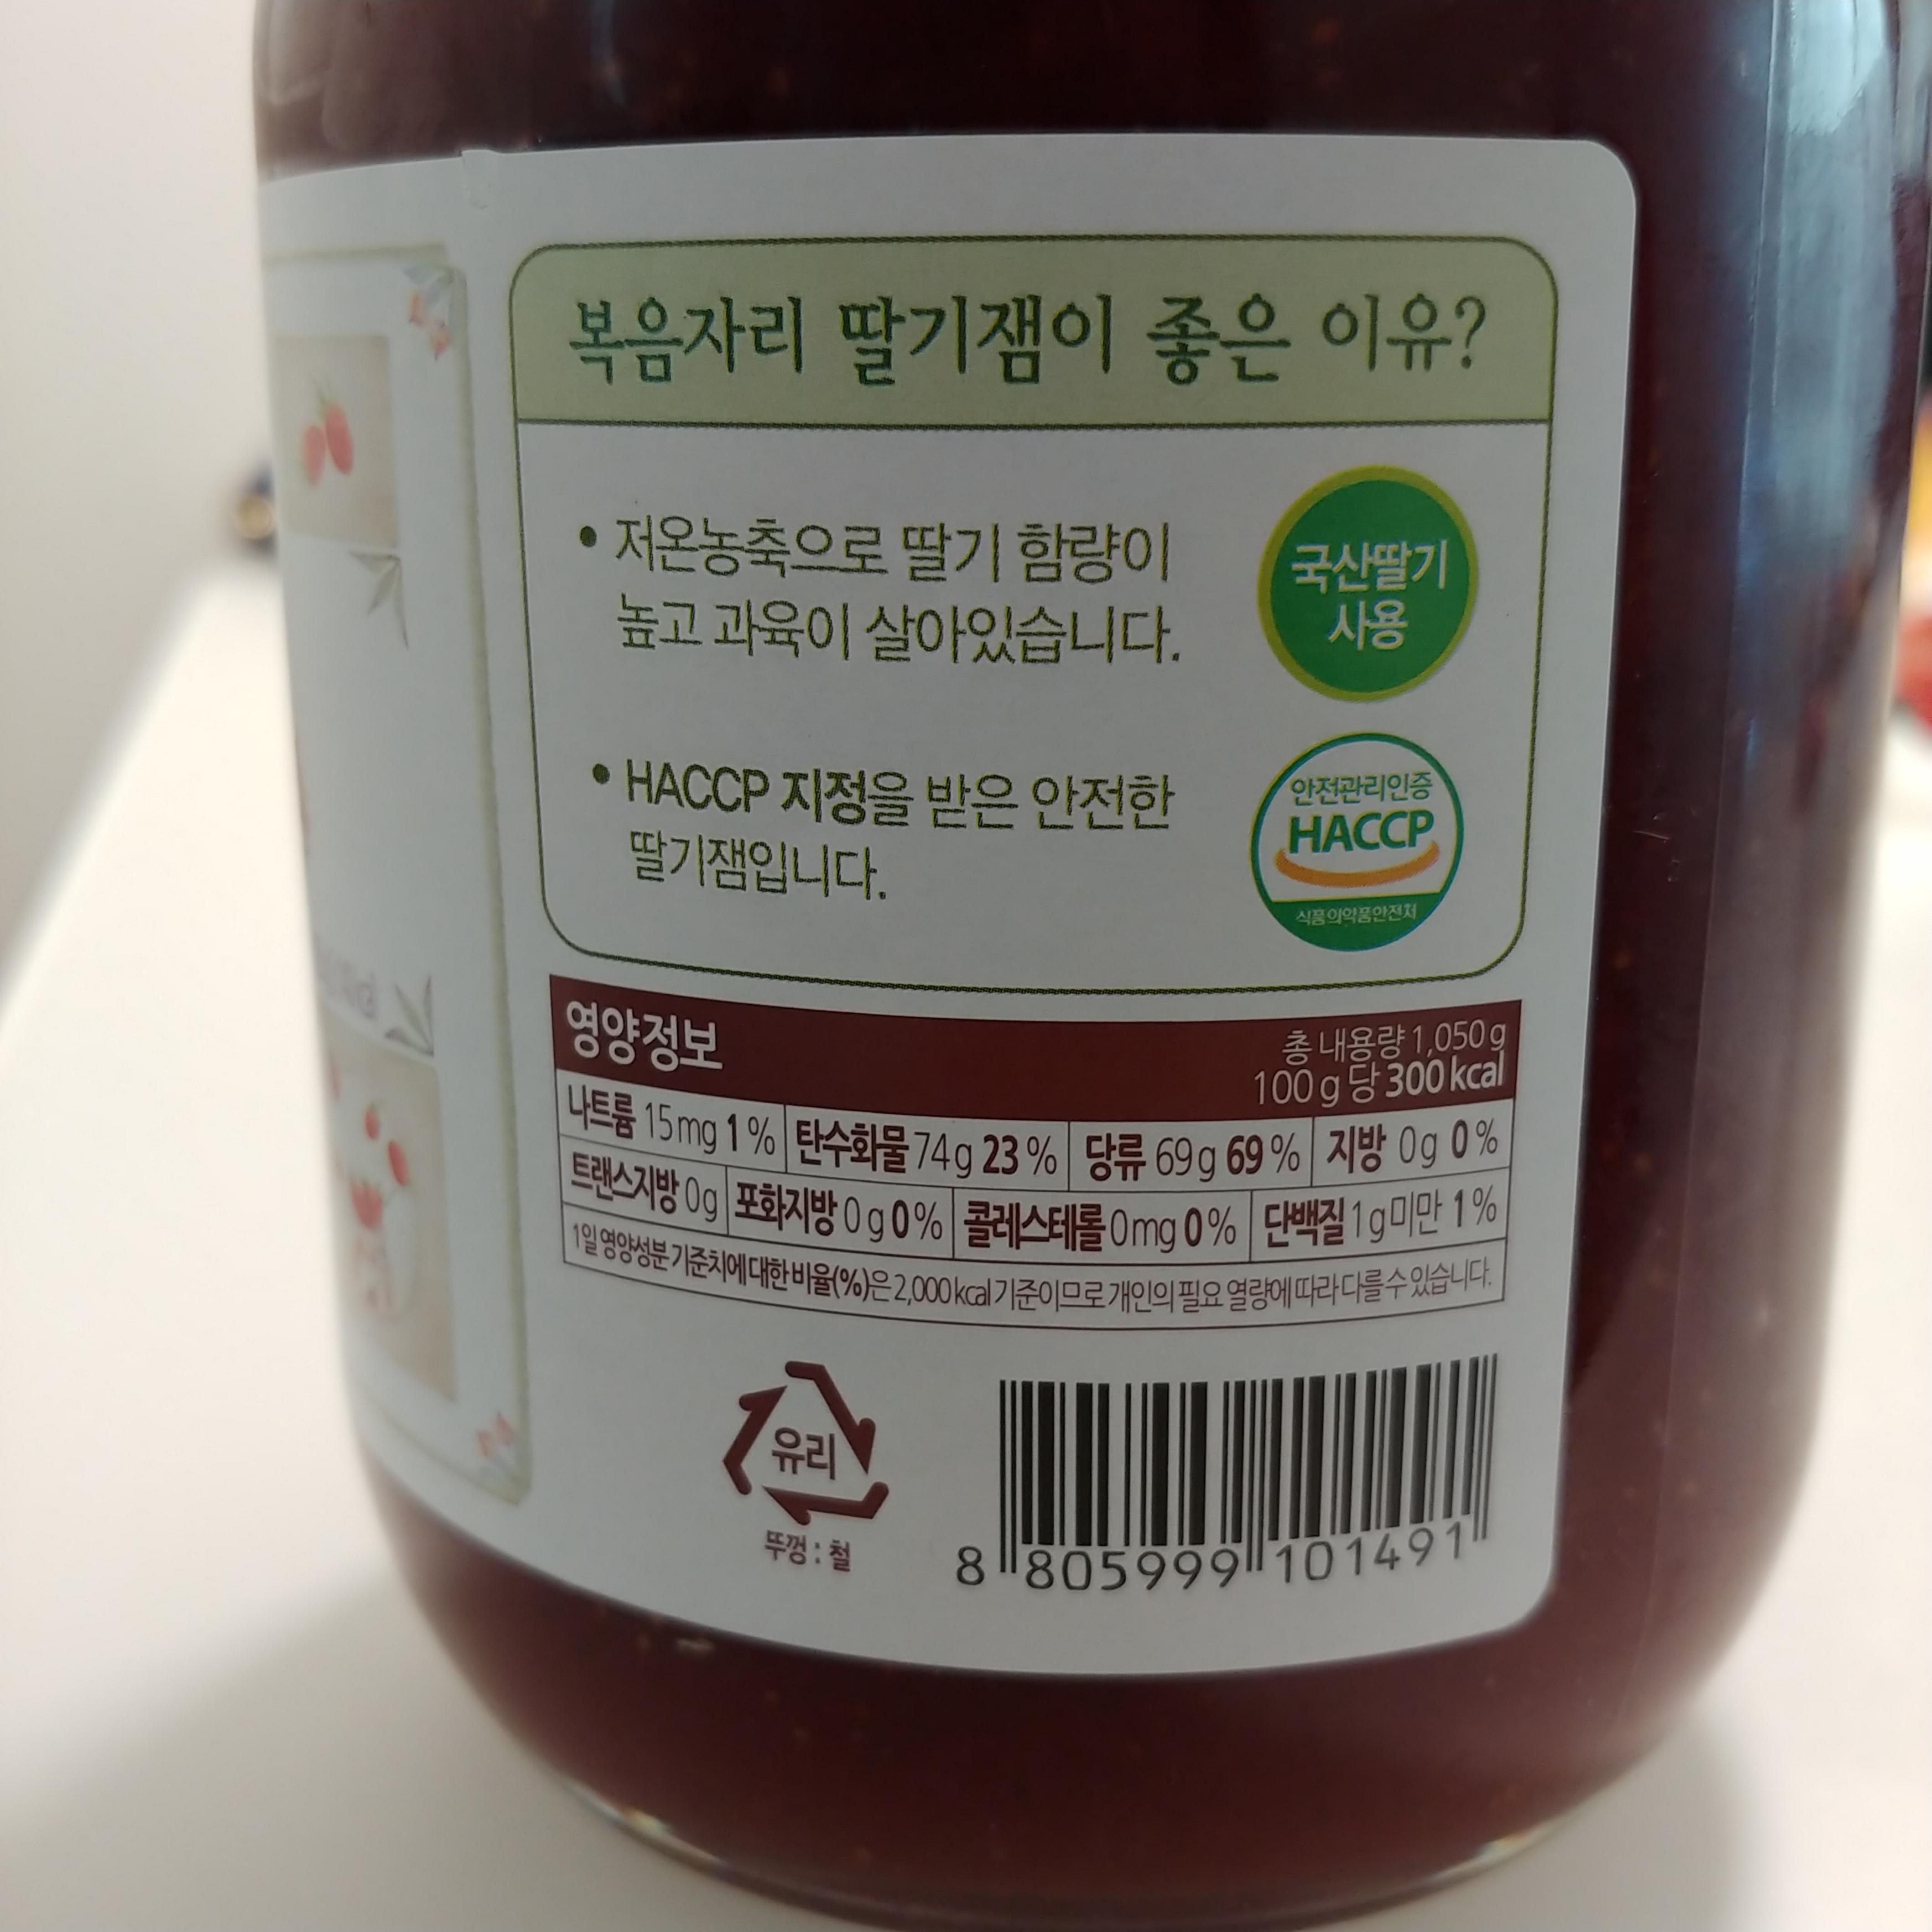 복음자리 딸기잼이 좋은 이유?
• 저온농축으로 딸기 함량이
높고 과육이 살아있습니다.
국산딸기
사용
• HACCP 지정을 받은 안전한
딸기잼입니다.
안전관리인증
HACCP
식품의약품안전처
영양정보
총 내용량 1,050 g
100 g 당 300 kcal
나트륨 15 mg 1 % 탄수화물 74 g 23 % 당류 69 g 69 % 지방 0 g 0 %
트랜스지방 0 g 포화지방 0 g 0 % 콜레스테롤 0 mg 0 % 단백질 1 g 미만 1 %
1일 영양성분 기준치에 대한 비율(%)은 2,000 kcal 기준이므로 개인의 필요 열량에 따라 다를 수 있습니다.
유리
뚜껑 : 철
8 805999 101491